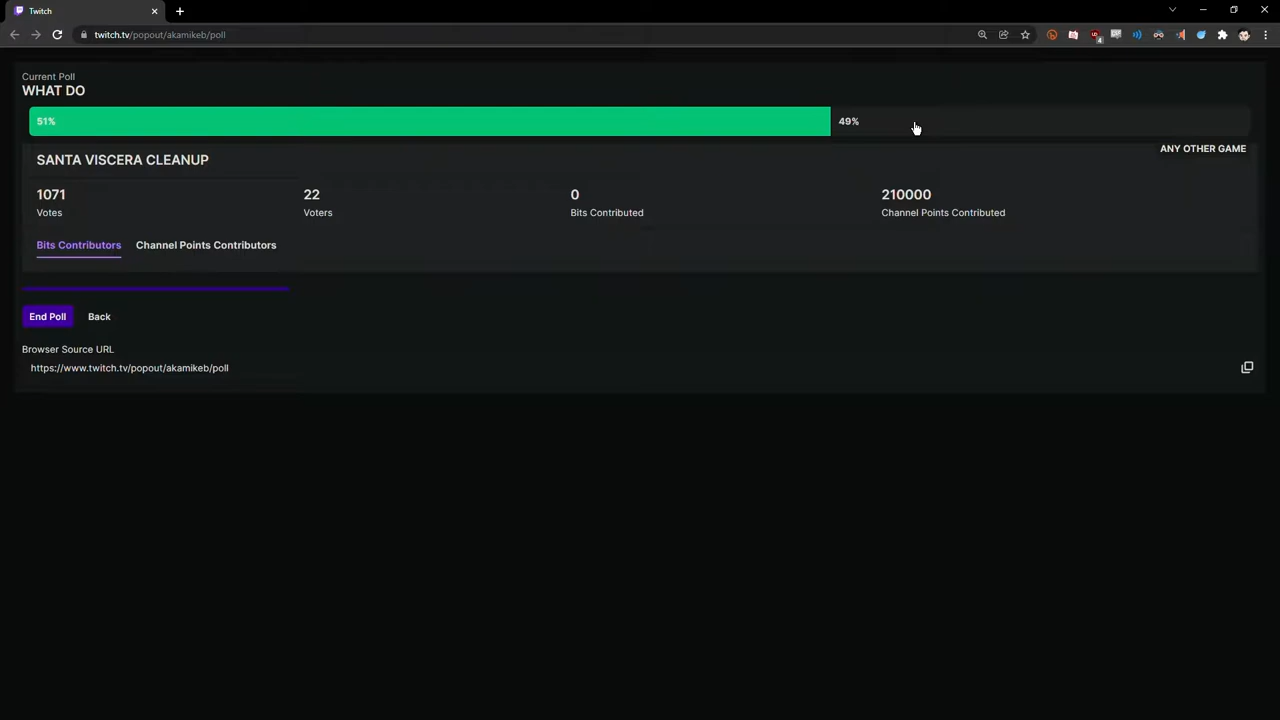 Twitch
twitch.tv/popout/akamikeb/poll
Current Poll
WHAT DO
51%
49%
SANTA VISCERA CLEANUP
ANY OTHER GAME
1071
22
0
210000
Votes
Voters
Bits Contributed
Channel Points Contributed
Bits Contributors
Channel Points Contributors
End Poll
Back
Browser Source URL
https://www.twitch.tv/popout/akamikeb/poll